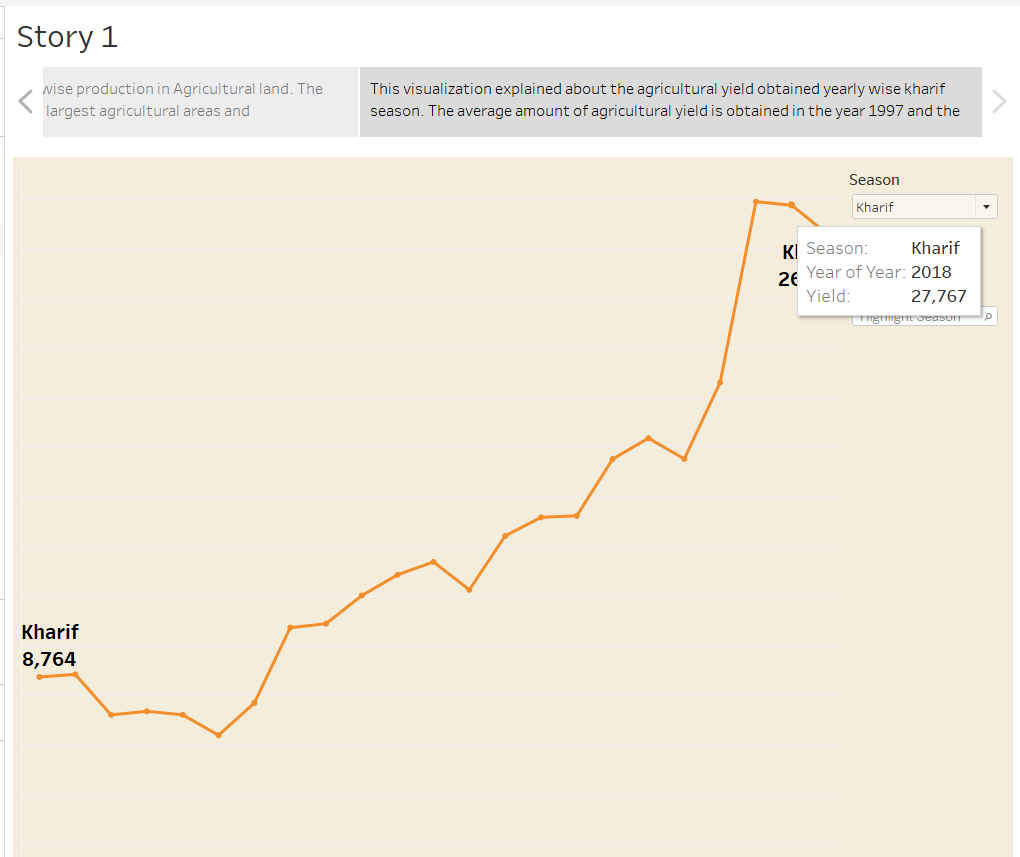 Story 1
wise production in Agricultural land. The
largest agricultural areas and
This visualization explained about the agricultural yield obtained yearly wise kharif
season. The average amount of agricultural yield is obtained in the year 1997 and the
Season
Kharif
Season: Kharif
Year of Year: 2018
Yield: 27,767
Highlight Season
Kharif
8,764